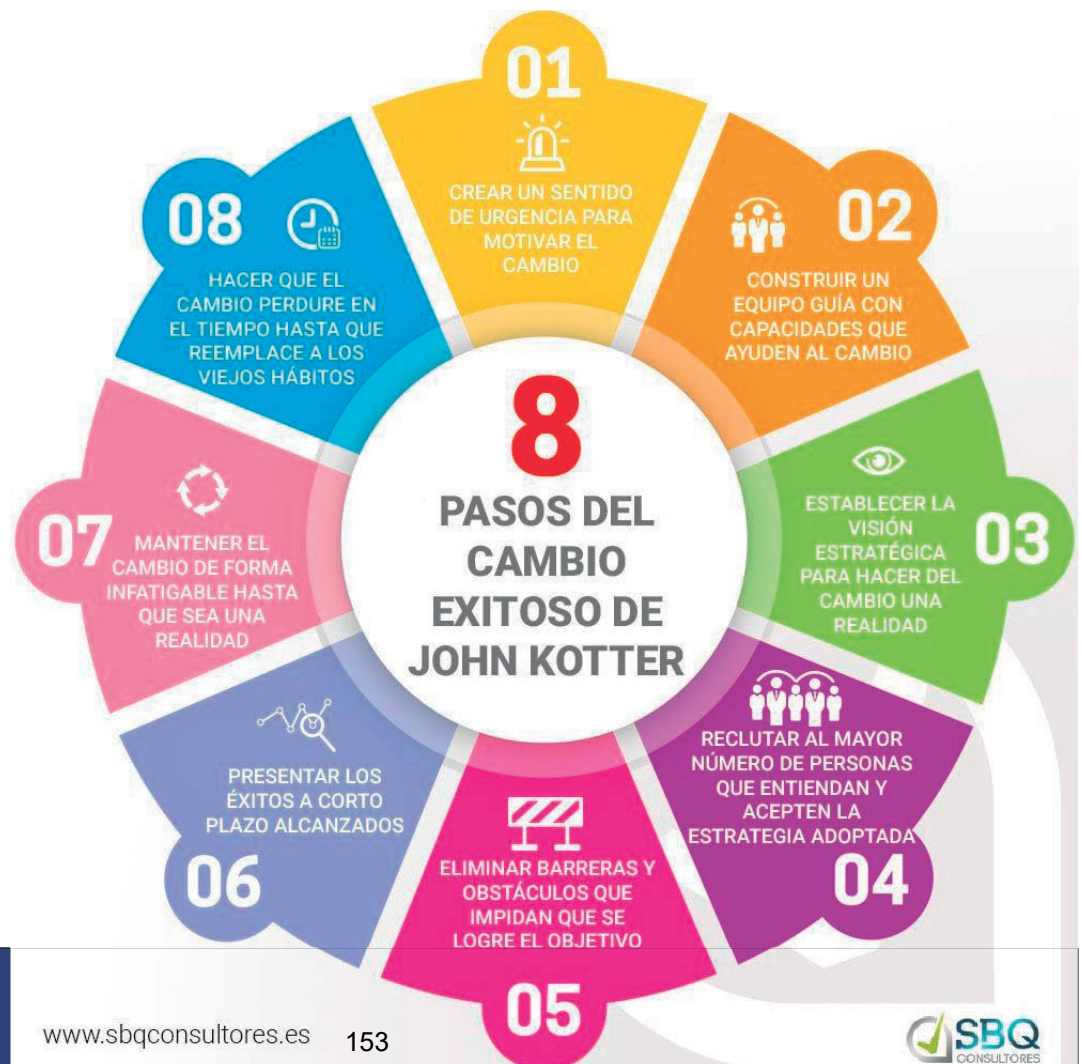 01
CREAR UN SENTIDO
DE URGENCIA PARA
MOTIVAR EL
CAMBIO
02
CONSTRUIR UN
EQUIPO GUÍA CON
CAPACIDADES QUE
AYUDEN AL CAMBIO
03
ESTABLECER LA
VISIÓN
ESTRATÉGICA
PARA HACER DEL
CAMBIO UNA
REALIDAD
RECLUTAR AL MAYOR
NÚMERO DE PERSONAS
QUE ENTIENDAN Y
ACEPTEN LA
ESTRATEGIA ADOPTADA
04
ELIMINAR BARRERAS Y
OBSTÁCULOS QUE
IMPIDAN QUE SE
LOGRE EL OBJETIVO
05
PRESENTAR LOS
ÉXITOS A CORTO
PLAZO ALCANZADOS
06
07
MANTENER EL
CAMBIO DE FORMA
INFATIGABLE HASTA
QUE SEA UNA
REALIDAD
08
HACER QUE EL
CAMBIO PERDURE EN
EL TIEMPO HASTA QUE
REEMPLACE A LOS
VIEJOS HÁBITOS
8
PASOS DEL
CAMBIO
EXITOSO DE
JOHN KOTTER
www.sbqconsultores.es
153
SBQ
CONSULTORES